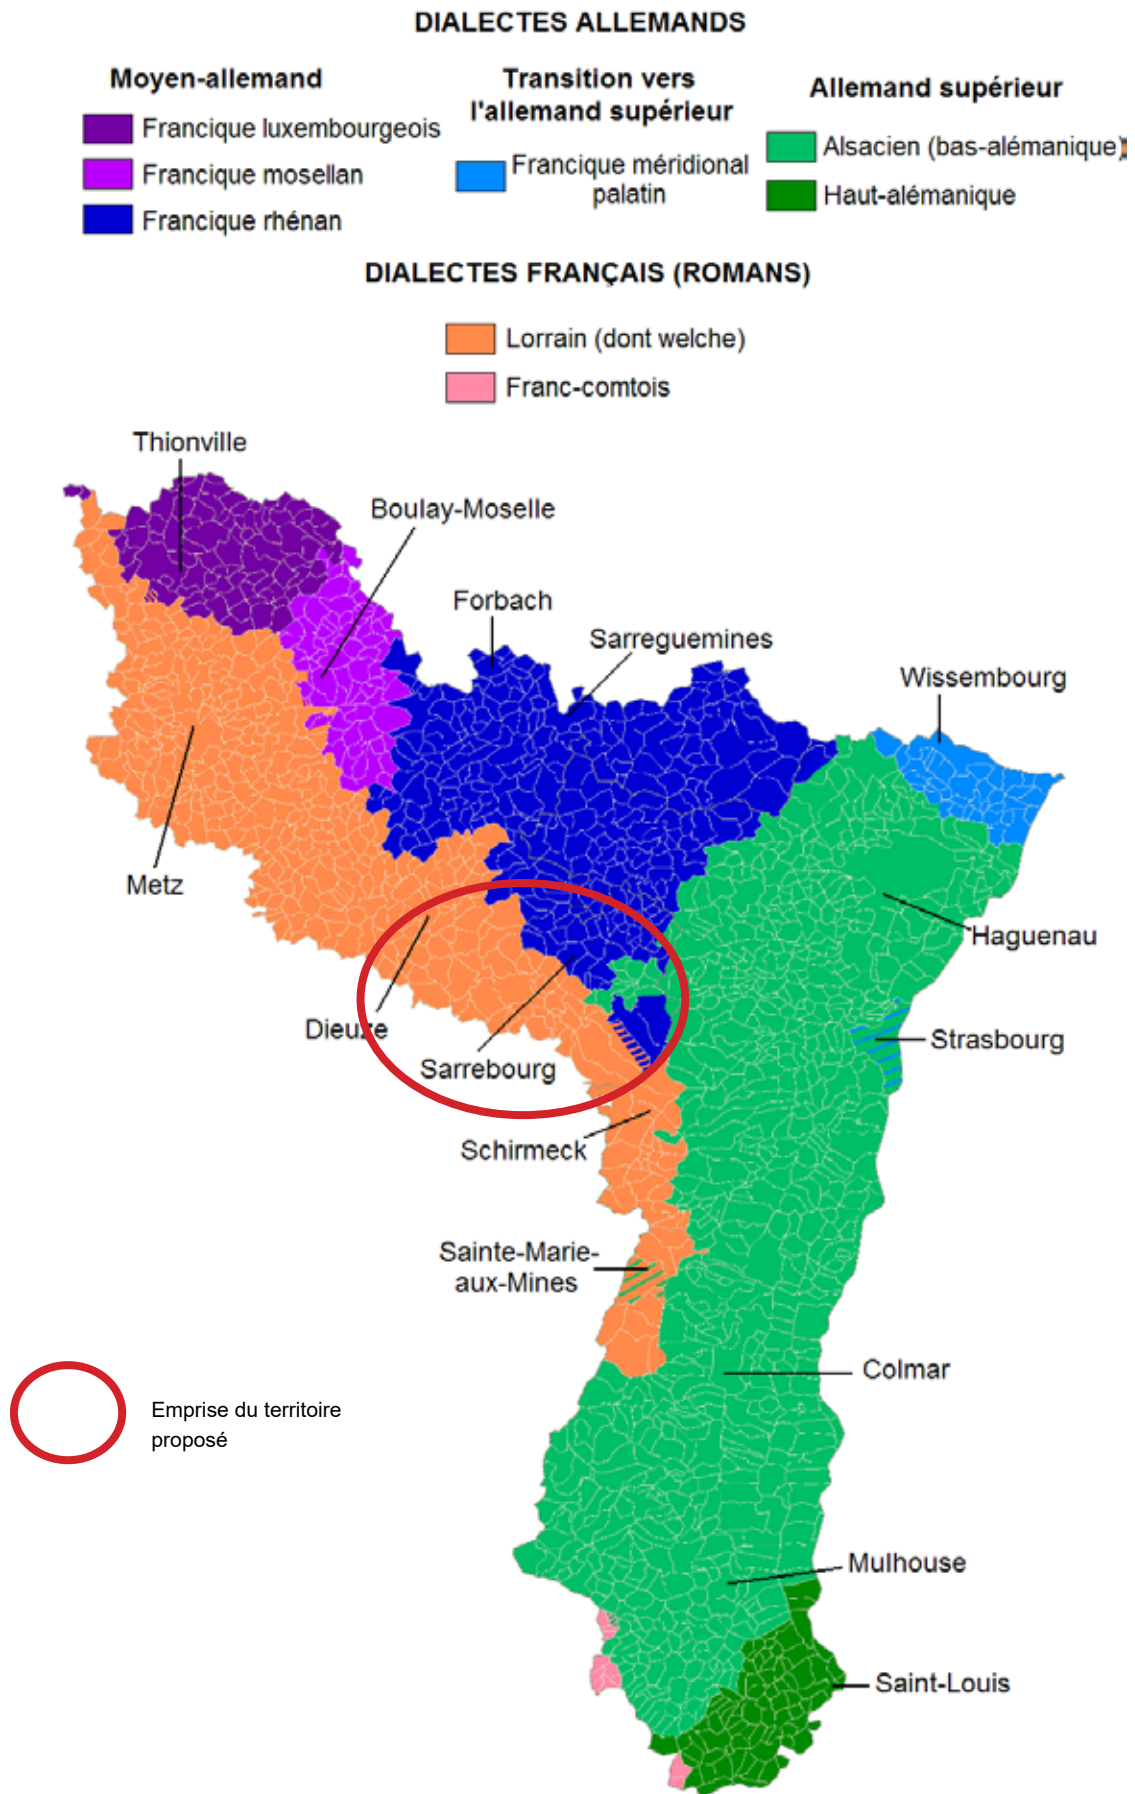 DIALECTES ALLEMANDS
Moyen-allemand
Francique luxembourgeois
Francique mosellan
Francique rhénan
Transition vers
l'allemand supérieur
Francique méridional
palatin
Allemand supérieur
Alsacien (bas-alémanique)
Haut-alémanique
DIALECTES FRANÇAIS (ROMANS)
Lorrain (dont welche)
Franc-comtois
Thionville
Boulay-Moselle
Forbach
Sarreguemines
Wissembourg
Metz
Haguenau
Dieuze
Strasbourg
Sarrebourg
Schirmeck
Sainte-Marie-
aux-Mines
Colmar
Emprise du territoire
proposé
Mulhouse
Saint-Louis